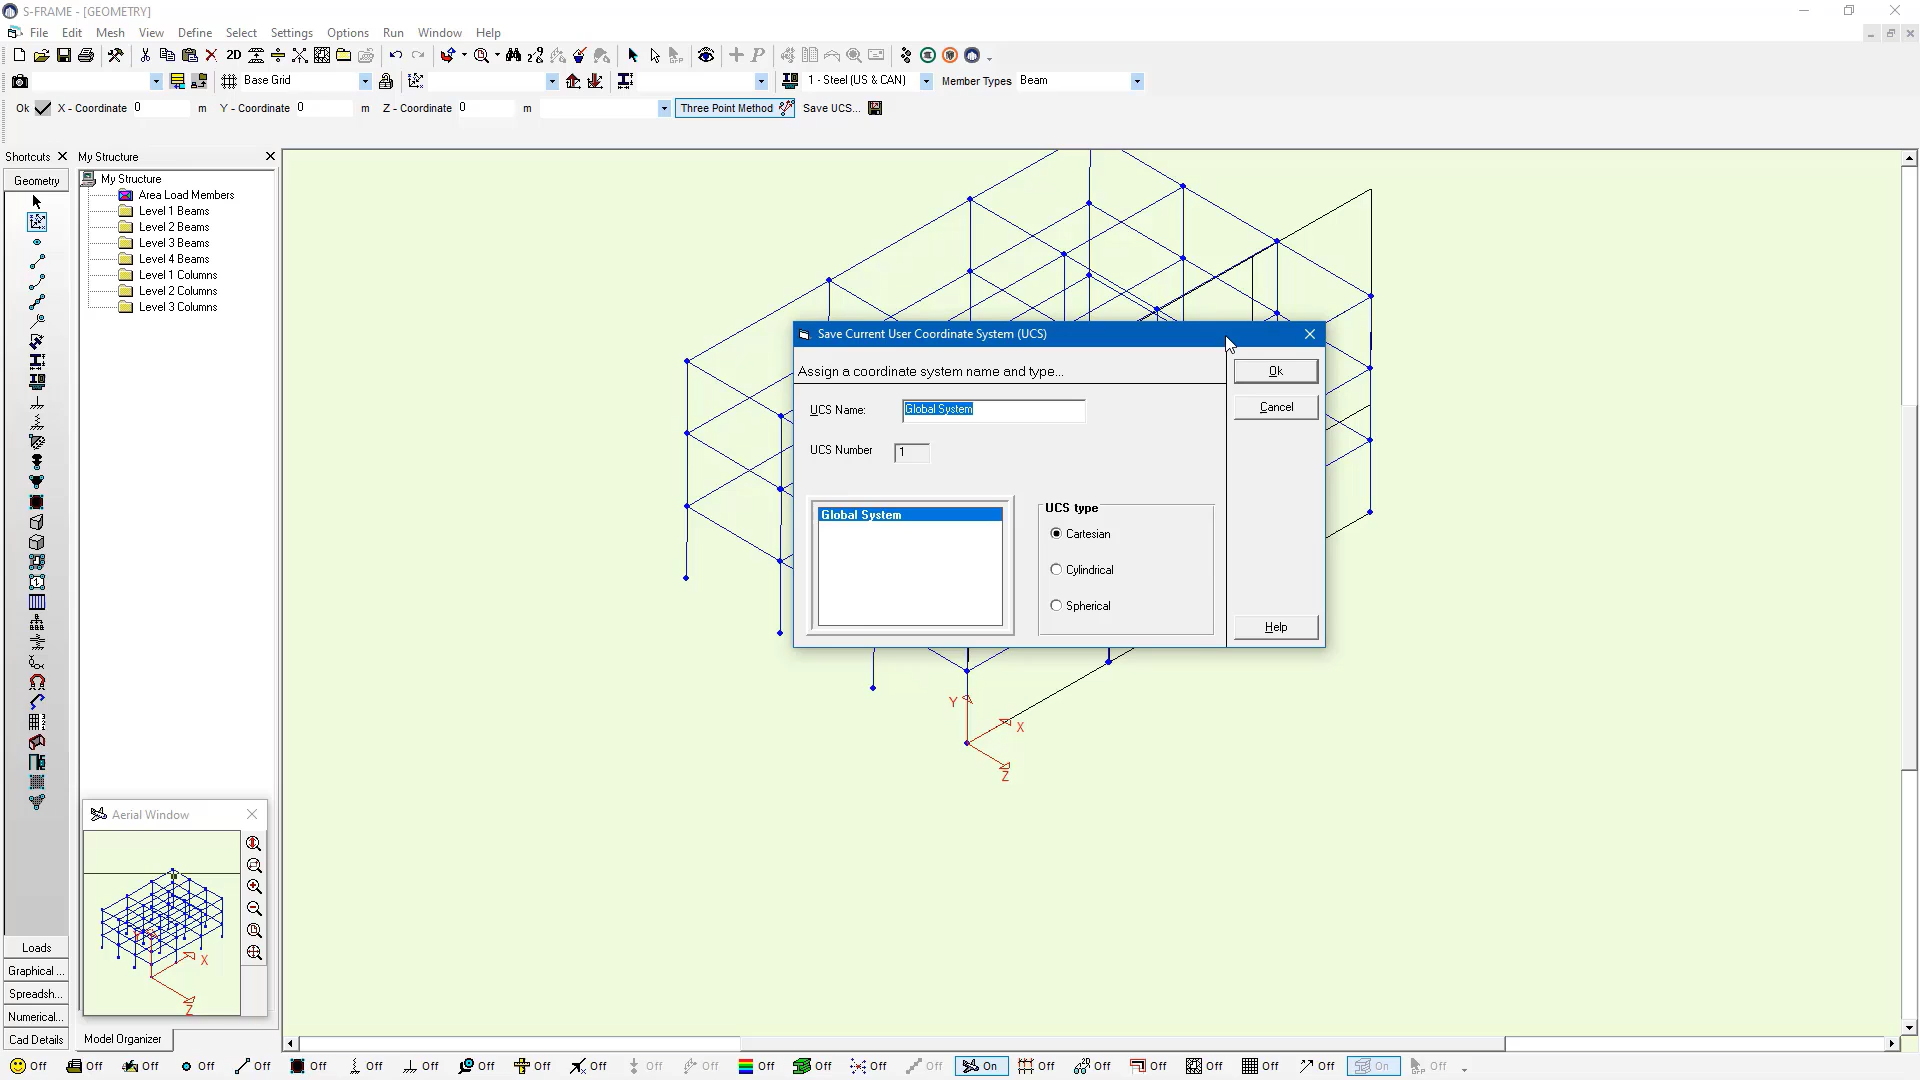 S-FRAME - [GEOMETRY]
File Edit Mesh View Define Select Settings Options Run Window Help
2D
Base Grid
1 - Steel (US & CAN)
Member Types
Beam
Ok X - Coordinate 0 m Y - Coordinate 0 m Z - Coordinate 0 m Three Point Method Save UCS...
Shortcuts
My Structure
Geometry
My Structure
Area Load Members
Level 1 Beams
Level 2 Beams
Level 3 Beams
Level 4 Beams
Level 1 Columns
Level 2 Columns
Level 3 Columns
Save Current User Coordinate System (UCS)
Assign a coordinate system name and type...
Ok
UCS Name: Global System
Cancel
UCS Number 1
Global System
UCS type
Cartesian
Cylindrical
Spherical
Help
Y
X
Z
Aerial Window
X
Z
Loads
Graphical ...
Spreadsh...
Numerical...
Cad Details
Model Organizer
Off Off Off Off Off Off Off Off Off Off Off Off Off Off Off Off Off On Off Off Off Off Off Off On Off